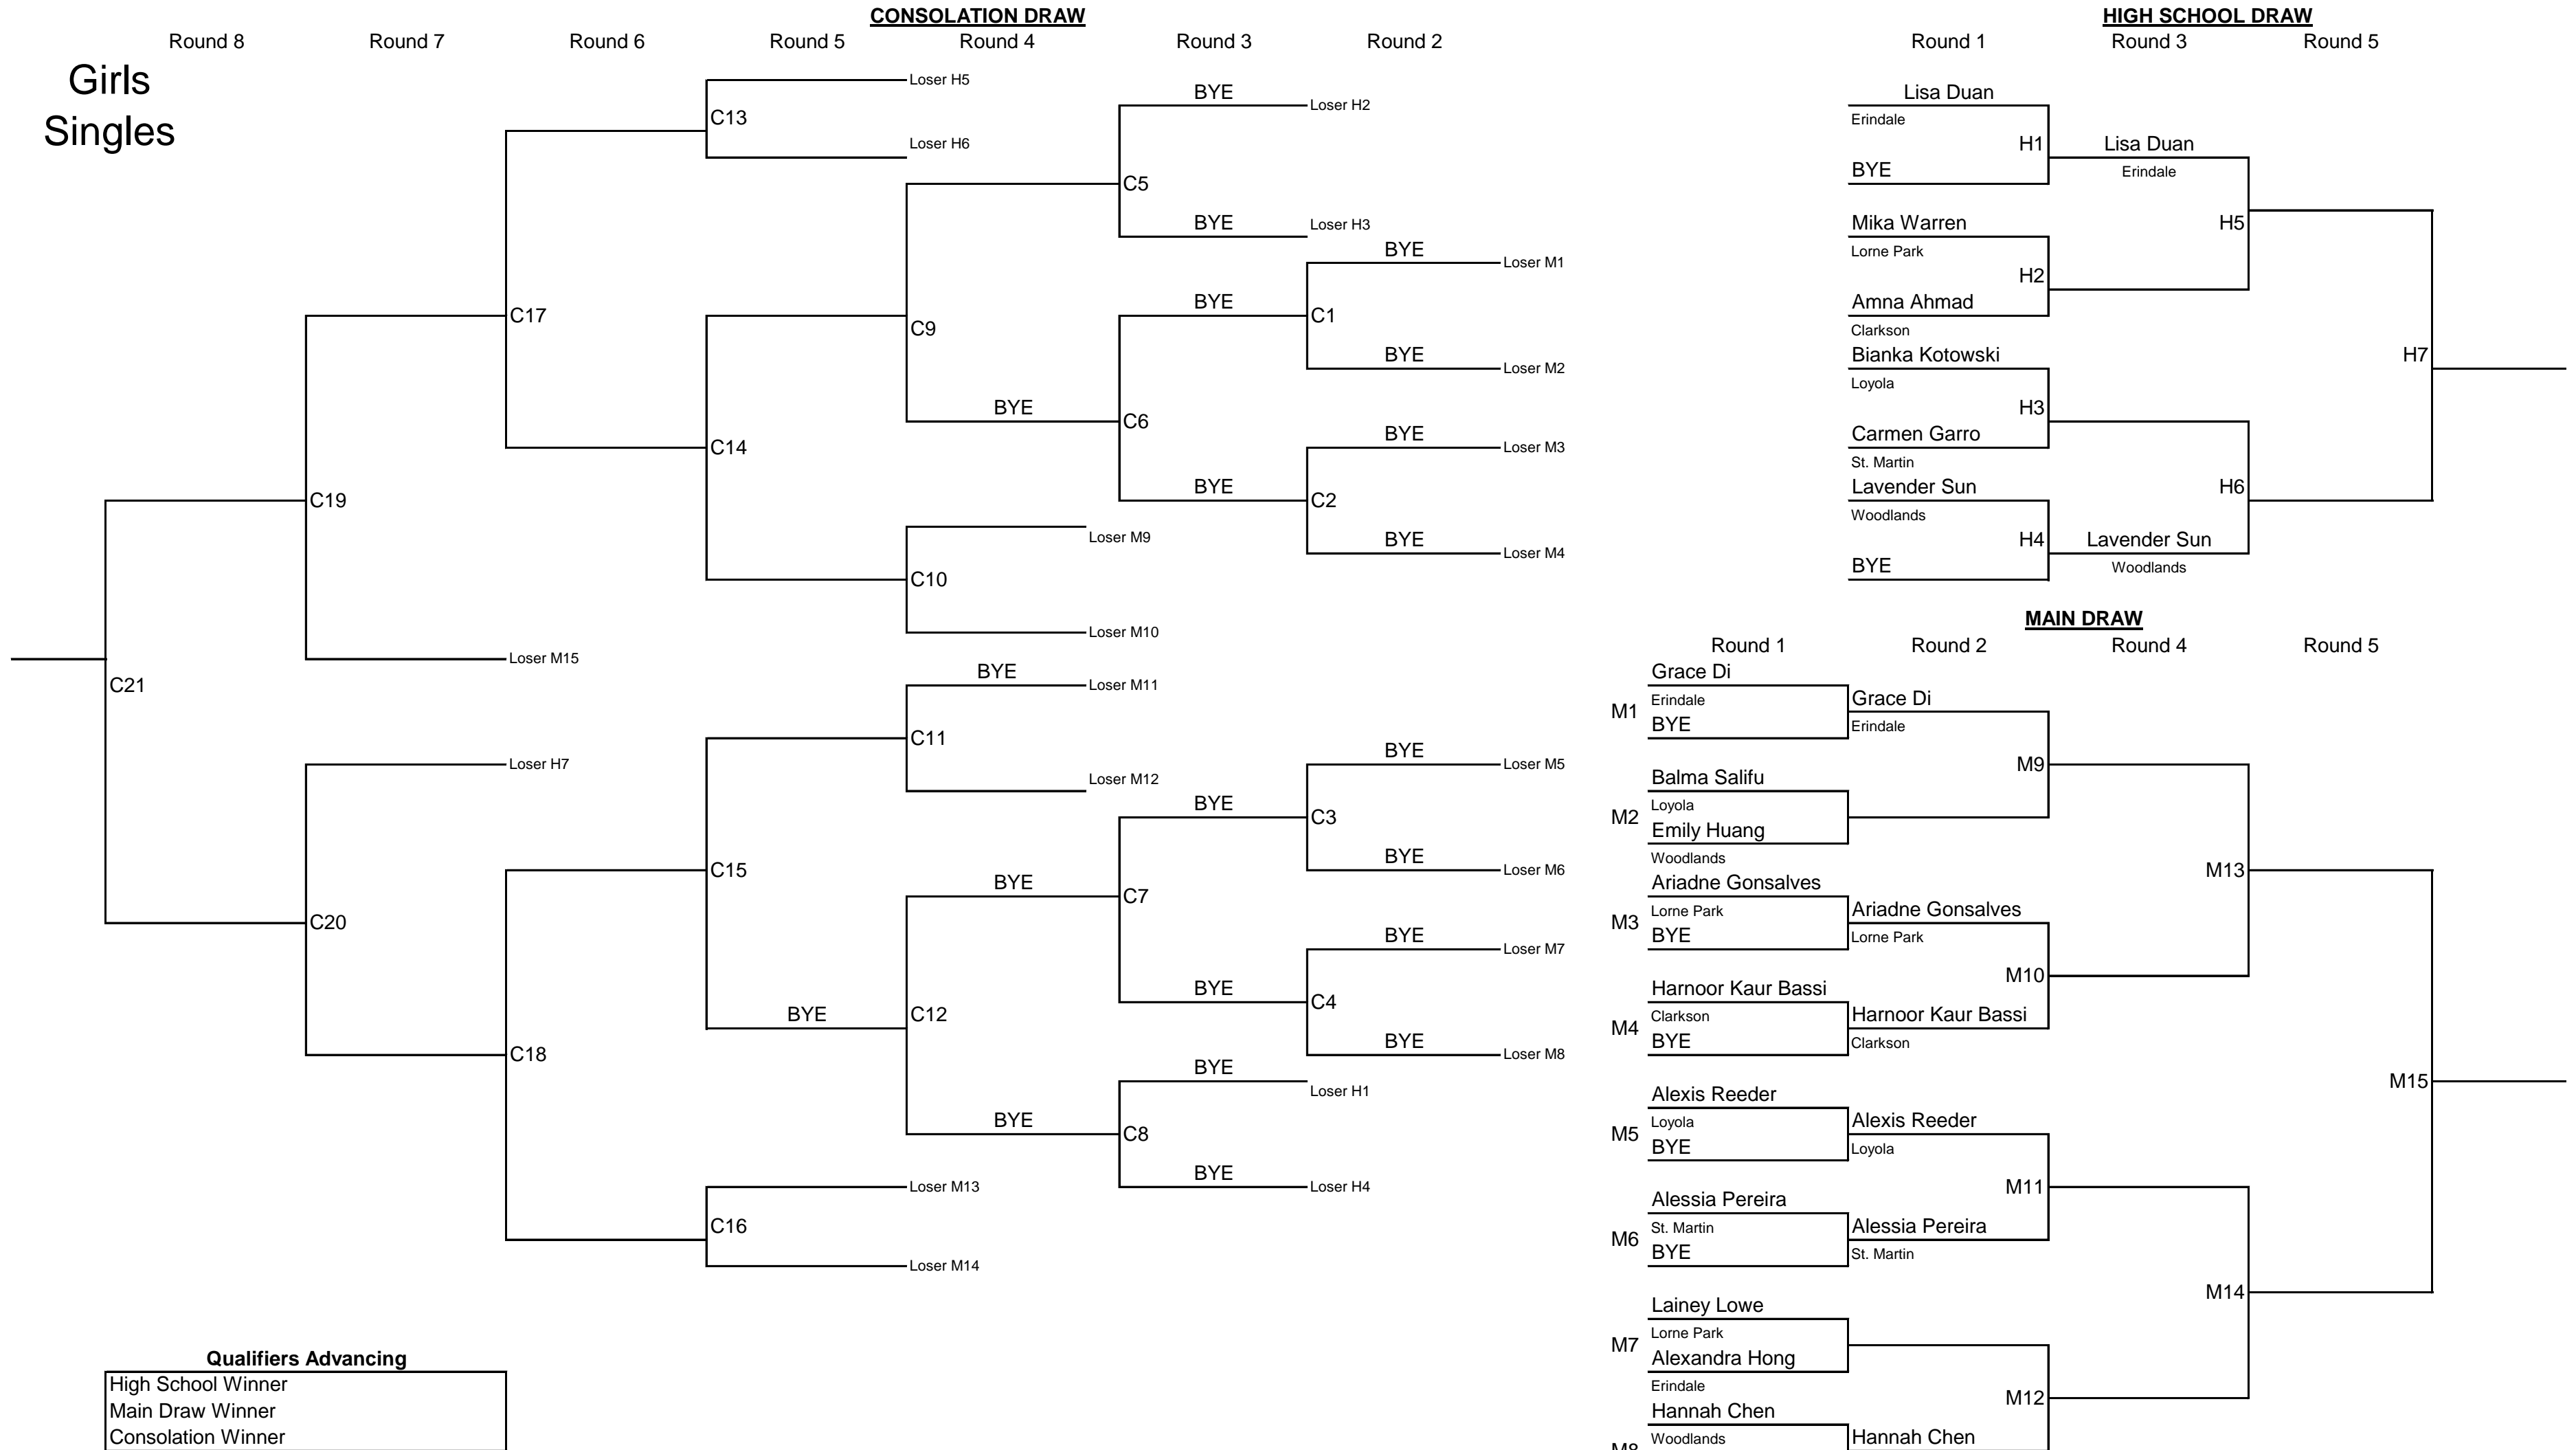 CONSOLATION DRAW
HIGH SCHOOL DRAW
Round 8 Round 7 Round 6 Round 5 Round 4 Round 3 Round 2
Round 1 Round 3 Round 5
Girls
Singles
Loser H5
C13
Loser H6
BYE
Loser H2
C5
BYE
Loser H3
BYE
Loser M1
C17
C9
BYE
C1
BYE
Loser M2
BYE
C6
C14
BYE
Loser M3
C19
BYE
C2
Loser M9
BYE
Loser M4
C10
Loser M10
Loser M15
C21
BYE
Loser M11
C11
Loser H7
Loser M12
BYE
Loser M5
BYE
C3
BYE
Loser M6
C15
BYE
C7
C20
BYE
Loser M7
BYE
C4
BYE
C12
BYE
Loser M8
C18
BYE
Loser H1
BYE
C8
BYE
Loser H4
Loser M13
C16
Loser M14
Qualifiers Advancing
High School Winner
Main Draw Winner
Consolation Winner
Lisa Duan
Erindale
H1
BYE
Lisa Duan
Erindale
Mika Warren
Lorne Park
H2
Amna Ahmad
Clarkson
H5
Bianka Kotowski
Loyola
H3
Carmen Garro
St. Martin
H7
Lavender Sun
Woodlands
H4
BYE
H6
Lavender Sun
Woodlands
MAIN DRAW
Round 1 Round 2 Round 4 Round 5
Grace Di
M1
Erindale
BYE
Grace Di
Erindale
M9
Balma Salifu
M2
Loyola
Emily Huang
Woodlands
M13
Ariadne Gonsalves
M3
Lorne Park
BYE
Ariadne Gonsalves
Lorne Park
M10
Harnoor Kaur Bassi
M4
Clarkson
BYE
Harnoor Kaur Bassi
Clarkson
M15
Alexis Reeder
M5
Loyola
BYE
Alexis Reeder
Loyola
M11
Alessia Pereira
M6
St. Martin
BYE
Alessia Pereira
St. Martin
M14
Lainey Lowe
M7
Lorne Park
Alexandra Hong
Erindale
M12
Hannah Chen
M8
Woodlands
Hannah Chen